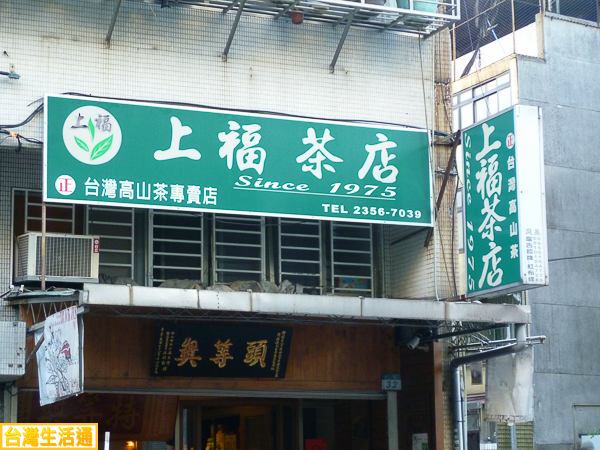 上福
上福茶店
Since 1975
正 台灣高山茶專賣店
TEL 2356-7039
正 台灣高山茶
上福茶店
Since 1975
頭等獎
32
台灣生活通